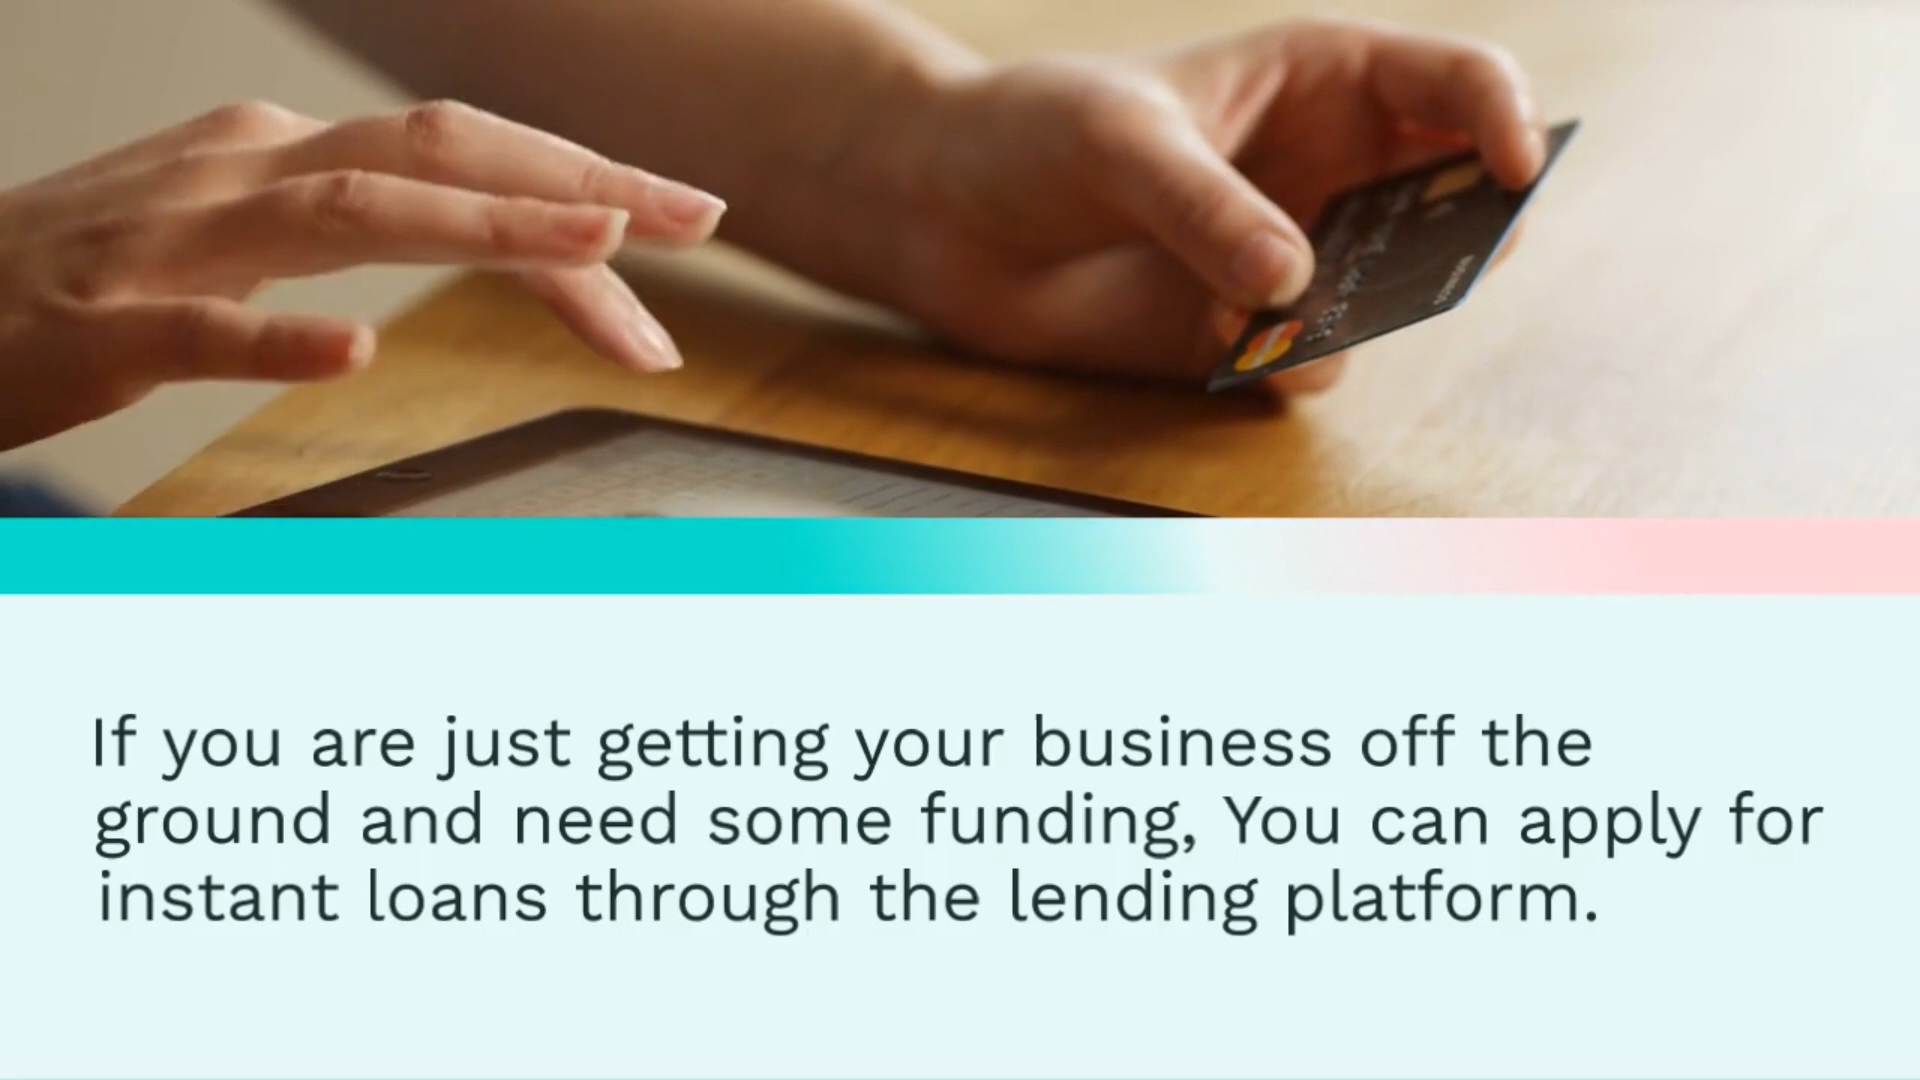 If you are just getting your business off the
ground and need some funding, You can apply for
instant loans through the lending platform.